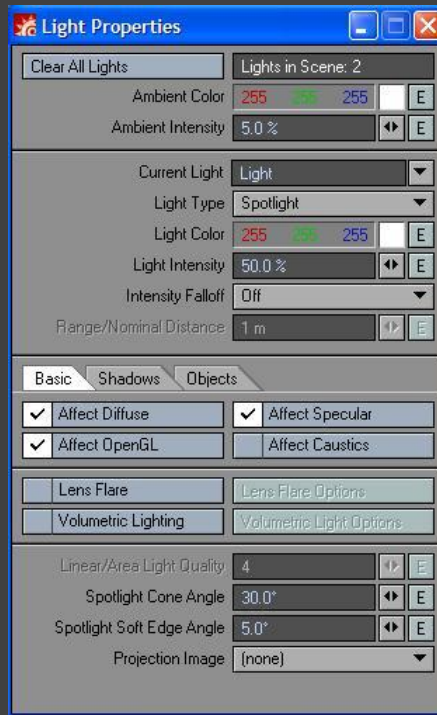 Light Properties
Clear All Lights Lights in Scene: 2
Ambient Color 255 255 255 E
Ambient Intensity 5.0 % E
Current Light Light
Light Type Spotlight
Light Color 255 255 255 E
Light Intensity 50.0 % E
Intensity Falloff Off
Range/Nominal Distance 1 m E
Basic Shadows Objects
Affect Diffuse Affect Specular
Affect OpenGL Affect Caustics
Lens Flare Lens Flare Options
Volumetric Lighting Volumetric Light Options
Linear/Area Light Quality 4 E
Spotlight Cone Angle 30.0° E
Spotlight Soft Edge Angle 5.0° E
Projection Image (none)